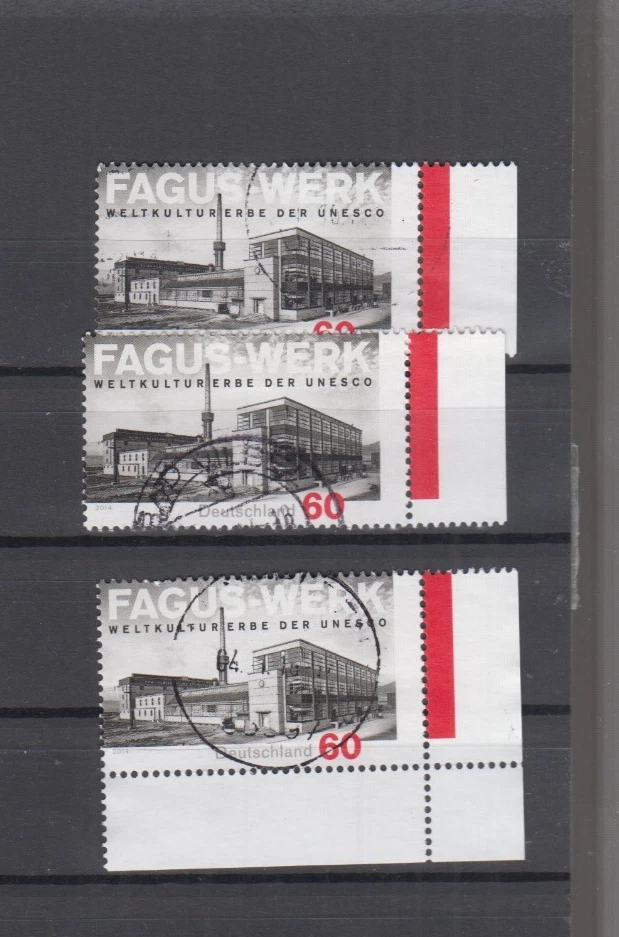 FAGUS-WERK
WELTKULTURERBE DER UNESCO
60
FAGUS-WERK
WELTKULTURERBE DER UNESCO
2014
Deutschland 60
FAGUS-WERK
WELTKULTURERBE DER UNESCO
04.
2014
Deutschland 60